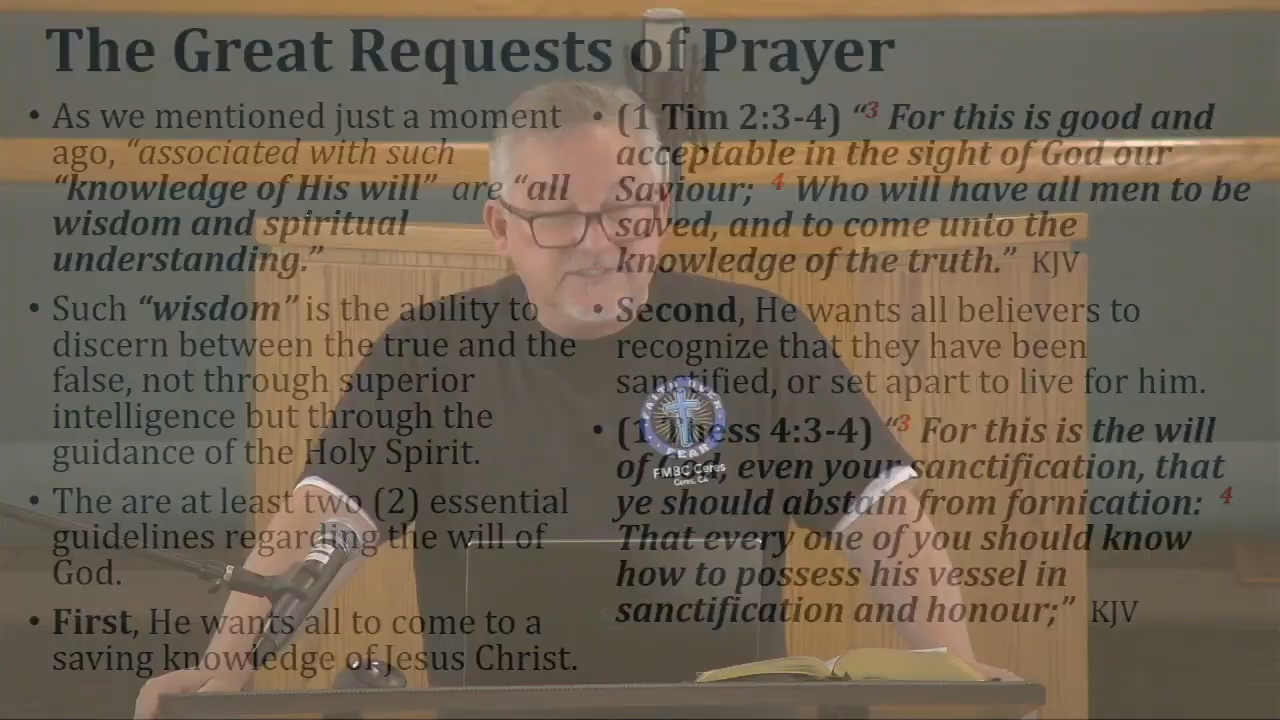 The Great Requests of Prayer
• As we mentioned just a moment
ago, “associated with such
“knowledge of His will” are “all
wisdom and spiritual
understanding.”
• Such “wisdom” is the ability to
discern between the true and the
false, not through superior
intelligence but through the
guidance of the Holy Spirit.
• The are at least two (2) essential
guidelines regarding the will of
God.
• First, He wants all to come to a
saving knowledge of Jesus Christ.
• (1 Tim 2:3-4) “3 For this is good and
acceptable in the sight of God our
Saviour; 4 Who will have all men to be
saved, and to come unto the
knowledge of the truth.” KJV
• Second, He wants all believers to
recognize that they have been
sanctified, or set apart to live for him.
• (1 Thess 4:3-4) “3 For this is the will
of God, even your sanctification, that
ye should abstain from fornication: 4
That every one of you should know
how to possess his vessel in
sanctification and honour;” KJV
FAITH OVER
FEAR
FMBC Ceres
Ceres, CA